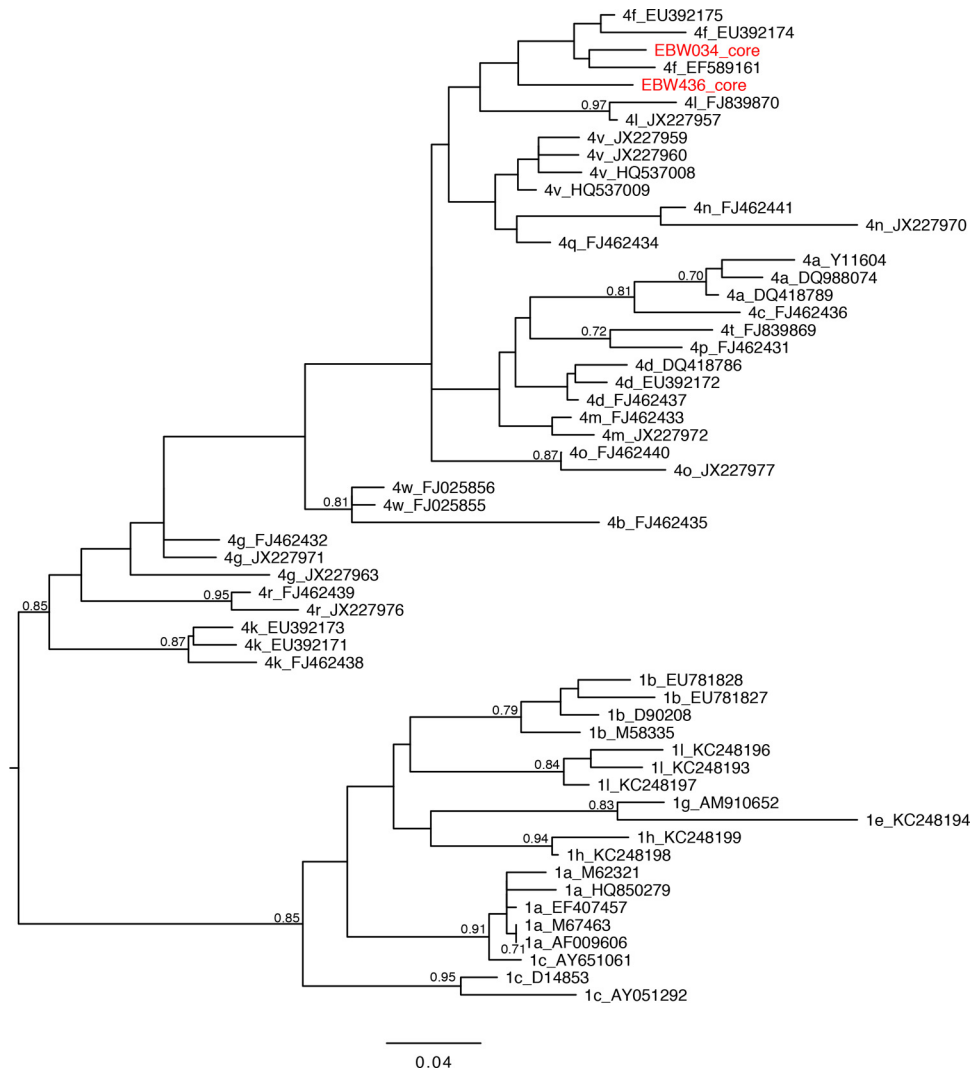 4f_EU392175
4f_EU392174
EBW034_core
4f_EF589161
EBW436_core
0.97
4l_FJ839870
4l_JX227957
4v_JX227959
4v_JX227960
4v_HQ537008
4v_HQ537009
4n_FJ462441
4n_JX227970
4q_FJ462434
4a_Y11604
0.70
4a_DQ988074
0.81
4a_DQ418789
4c_FJ462436
0.72
4t_FJ839869
4p_FJ462431
4d_DQ418786
4d_EU392172
4d_FJ462437
4m_FJ462433
4m_JX227972
0.87
4o_FJ462440
4o_JX227977
4w_FJ025856
0.81
4w_FJ025855
4b_FJ462435
4g_FJ462432
4g_JX227971
4g_JX227963
0.95
4r_FJ462439
0.85
4r_JX227976
4k_EU392173
0.87
4k_EU392171
4k_FJ462438
1b_EU781828
1b_EU781827
0.79
1b_D90208
1b_M58335
1l_KC248196
0.84
1l_KC248193
1l_KC248197
0.83
1g_AM910652
1e_KC248194
0.94
1h_KC248199
1h_KC248198
1a_M62321
1a_HQ850279
0.85
1a_EF407457
0.91
1a_M67463
0.71
1a_AF009606
1c_AY651061
0.95
1c_D14853
1c_AY051292
0.04